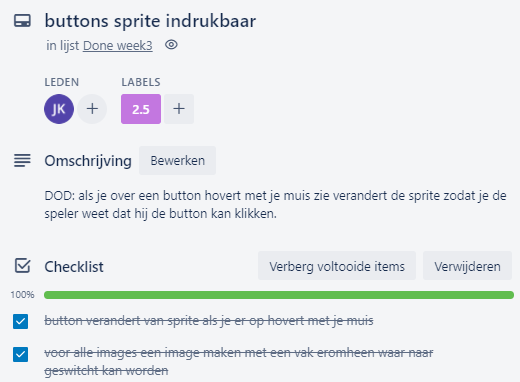 buttons sprite indrukbaar
in lijst Done week3
LEDEN LABELS
JK + 2.5 +
Omschrijving Bewerken
DOD: als je over een button hovert met je muis zie verandert de sprite zodat je de
speler weet dat hij de button kan klikken.
Checklist Verberg voltooide items Verwijderen
100%
button verandert van sprite als je er op hovert met je muis
voor alle images een image maken met een vak eromheen waar naar
geswitcht kan worden